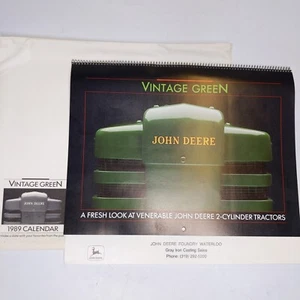 VINTAGE GREEN
JOHN DEERE
A FRESH LOOK AT VENERABLE JOHN DEERE 2-CYLINDER TRACTORS
JOHN DEERE FOUNDRY WATERLOO
Gray Iron Casting Sales
VINTAGE GREEN
1989 CALENDAR